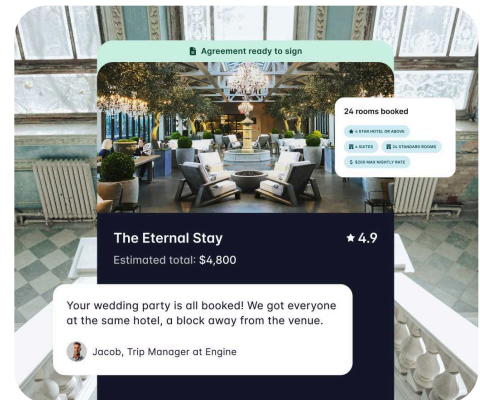 Agreement ready to sign
24 rooms booked
4 STAR HOTEL OR ABOVE
4 SUITES 24 STANDARD ROOMS
$200 MAX NIGHTLY RATE
The Eternal Stay 4.9
Estimated total: $4,800
Your wedding party is all booked! We got everyone
at the same hotel, a block away from the venue.
Jacob, Trip Manager at Engine